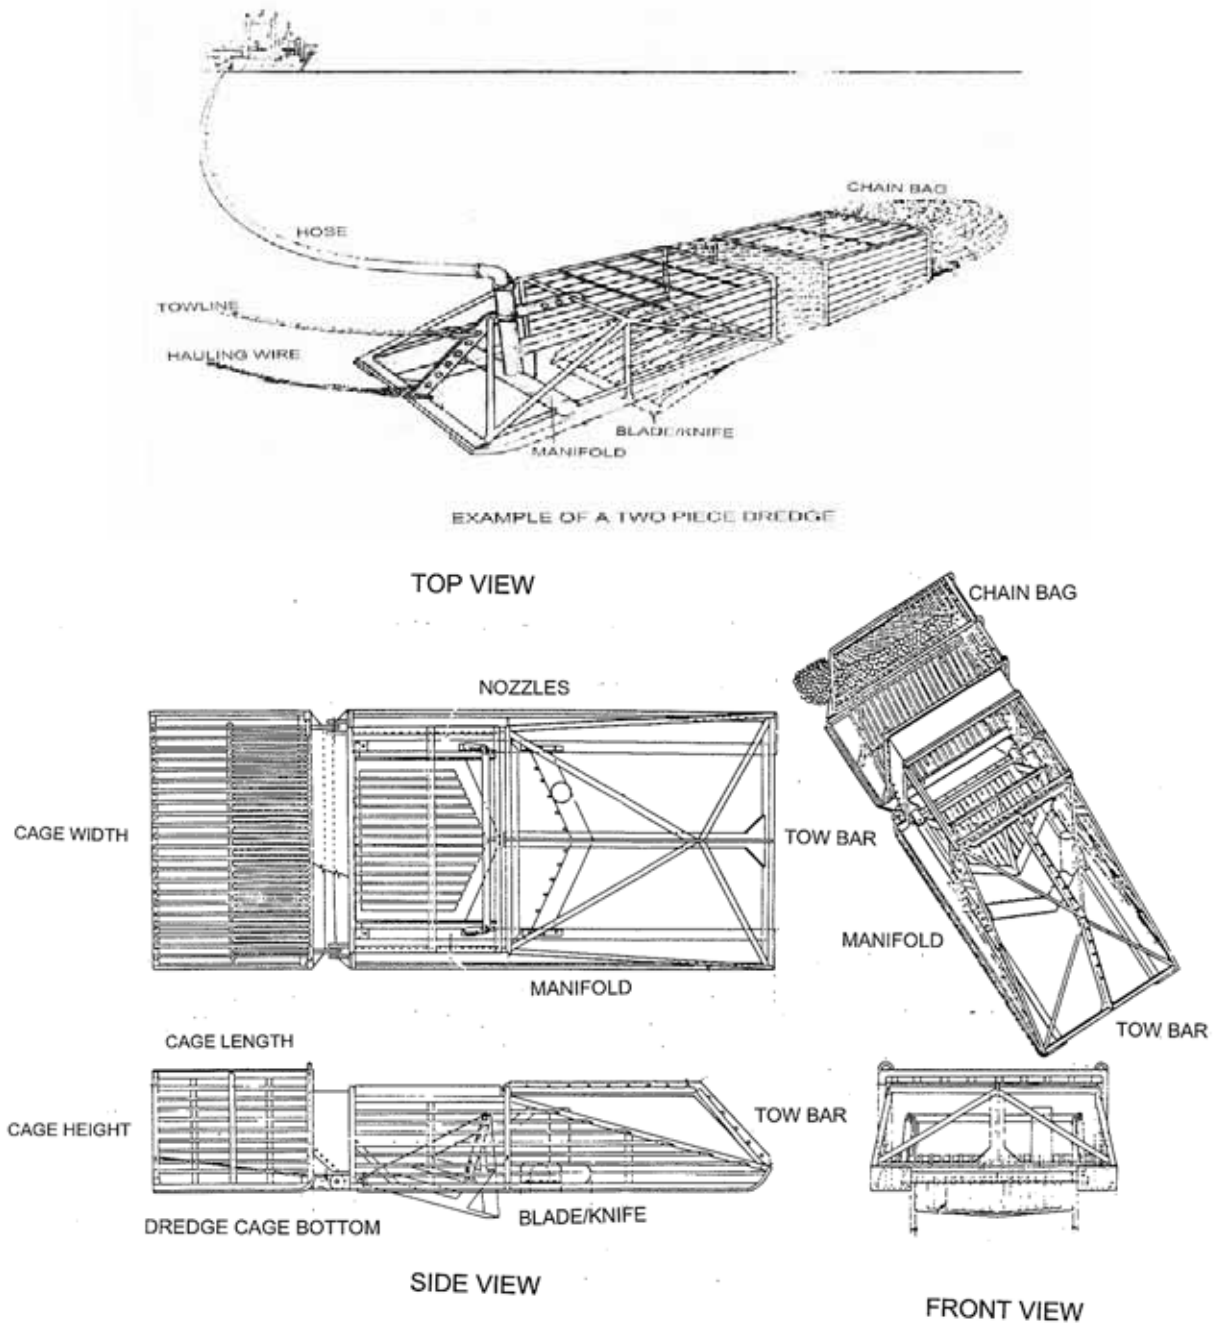 CHAIN BAG
HOSE
TOWLINE
HAULING WIRE
BLADE/KNIFE
MANIFOLD
EXAMPLE OF A TWO PIECE DREDGE
TOP VIEW
CHAIN BAG
NOZZLES
CAGE WIDTH
TOW BAR
MANIFOLD
MANIFOLD
TOW BAR
CAGE LENGTH
CAGE HEIGHT
TOW BAR
DREDGE CAGE BOTTOM
BLADE/KNIFE
SIDE VIEW
FRONT VIEW